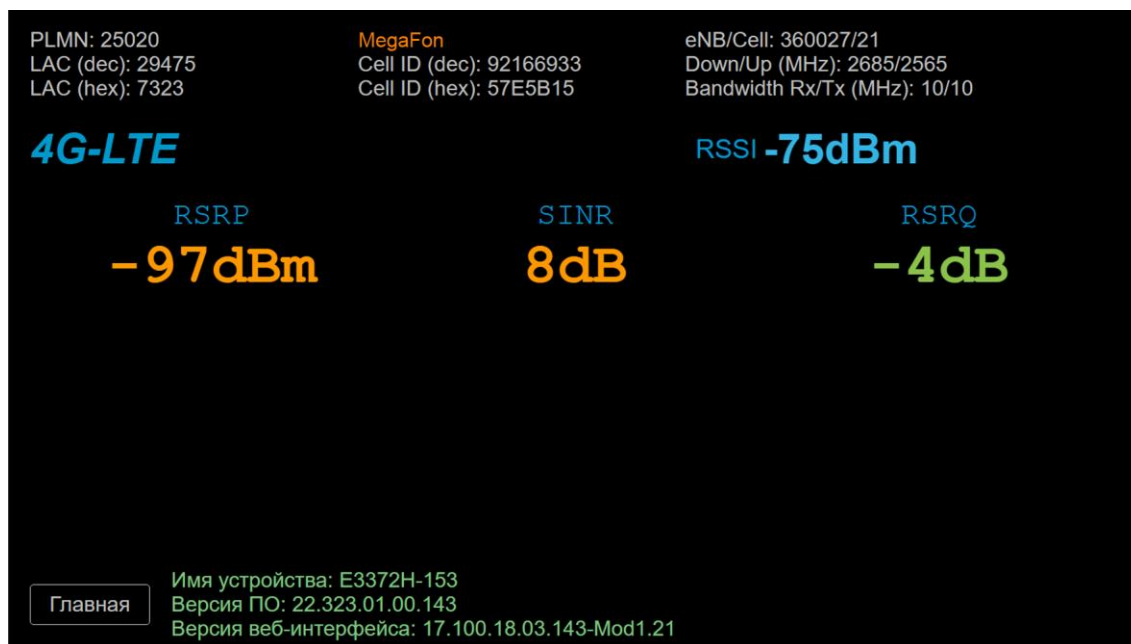 PLMN: 25020
LAC (dec): 29475
LAC (hex): 7323
MegaFon
Cell ID (dec): 92166933
Cell ID (hex): 57E5B15
eNB/Cell: 360027/21
Down/Up (MHz): 2685/2565
Bandwidth Rx/Tx (MHz): 10/10
4G-LTE
RSSI -75dBm
RSRP
-97dBm
SINR
8dB
RSRQ
-4dB
Главная
Имя устройства: E3372H-153
Версия ПО: 22.323.01.00.143
Версия веб-интерфейса: 17.100.18.03.143-Mod1.21